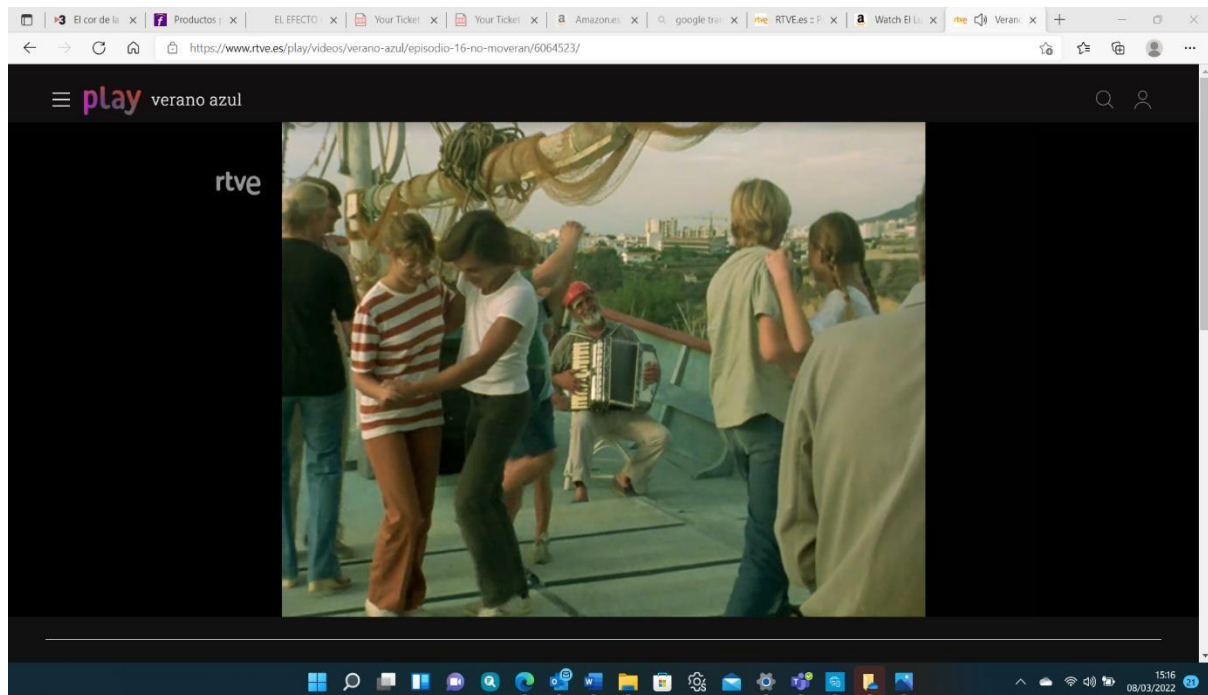 El cor de la
Productos
EL EFECTO
Your Ticket
Your Ticket
Amazon.es
google tra
RTVE.es
Watch El Lu
Verano
https://www.rtve.es/play/videos/verano-azul/episodio-16-no-moveran/6064523/
play verano azul
rtve
15:16
08/03/2022
21